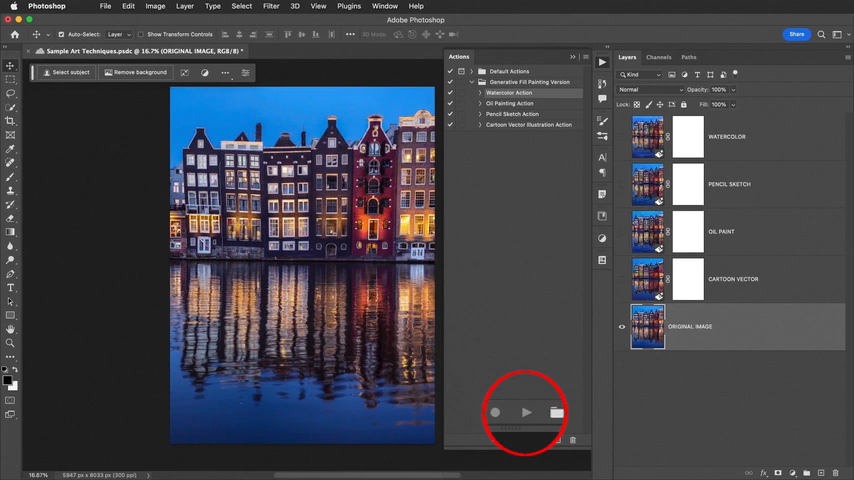 Photoshop File Edit Image Layer Type Select Filter 3D View Plugins Window Help
Adobe Photoshop
Auto-Select: Layer Show Transform Controls 3D Mode: Share
Sample Art Techniques.psdc @ 16.7% (ORIGINAL IMAGE, RGB/8) *
Select subject Remove background
Actions
Default Actions
Generative Fill Painting Version
Watercolor Action
Oil Painting Action
Pencil Sketch Action
Cartoon Vector Illustration Action
Layers Channels Paths
Kind
Normal Opacity: 100%
Lock: Fill: 100%
WATERCOLOR
PENCIL SKETCH
OIL PAINT
CARTOON VECTOR
ORIGINAL IMAGE
fx
16.67% 5947 px x 8033 px (300 ppi)